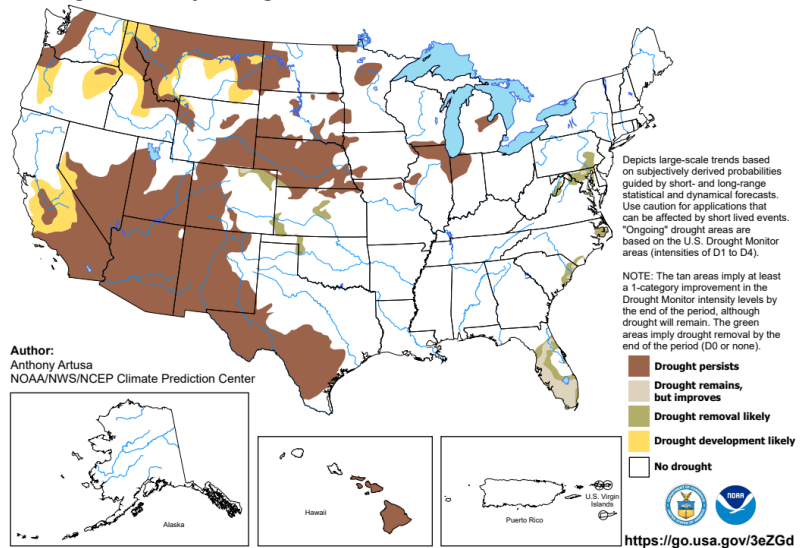 Depicts large-scale trends based
on subjectively derived probabilities
guided by short- and long-range
statistical and dynamical forecasts.
Use caution for applications that
can be affected by short lived events.
"Ongoing" drought areas are
based on the U.S. Drought Monitor
areas (intensities of D1 to D4).
NOTE: The tan areas imply at least
a 1-category improvement in the
Drought Monitor intensity levels by
the end of the period, although
drought will remain. The green
areas imply drought removal by the
end of the period (D0 or none).
Author:
Anthony Artusa
NOAA/NWS/NCEP Climate Prediction Center
Drought persists
Drought remains,
but improves
Drought removal likely
Drought development likely
No drought
Alaska
Hawaii
Puerto Rico
U.S. Virgin
Islands
NOAA
https://go.usa.gov/3eZGd